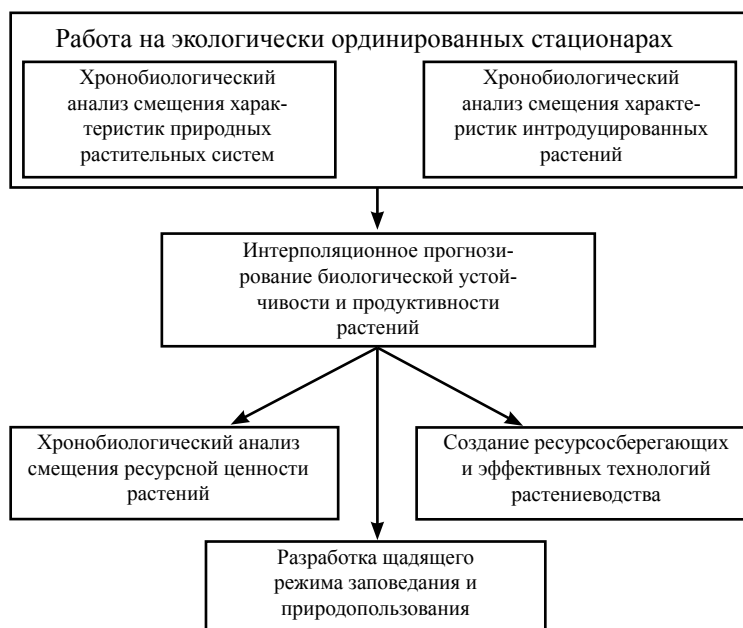 Работа на экологически ординированных стационарах
Хронобиологический
анализ смещения харак-
теристик природных
растительных систем
Хронобиологический
анализ смещения характе-
ристик интродуцированных
растений
Интерполяционное прогнози-
рование биологической устой-
чивости и продуктивности
растений
Хронобиологический анализ
смещения ресурсной ценности
растений
Создание ресурсосберегающих
и эффективных технологий
растениеводства
Разработка щадящего
режима заповедания и
природопользования